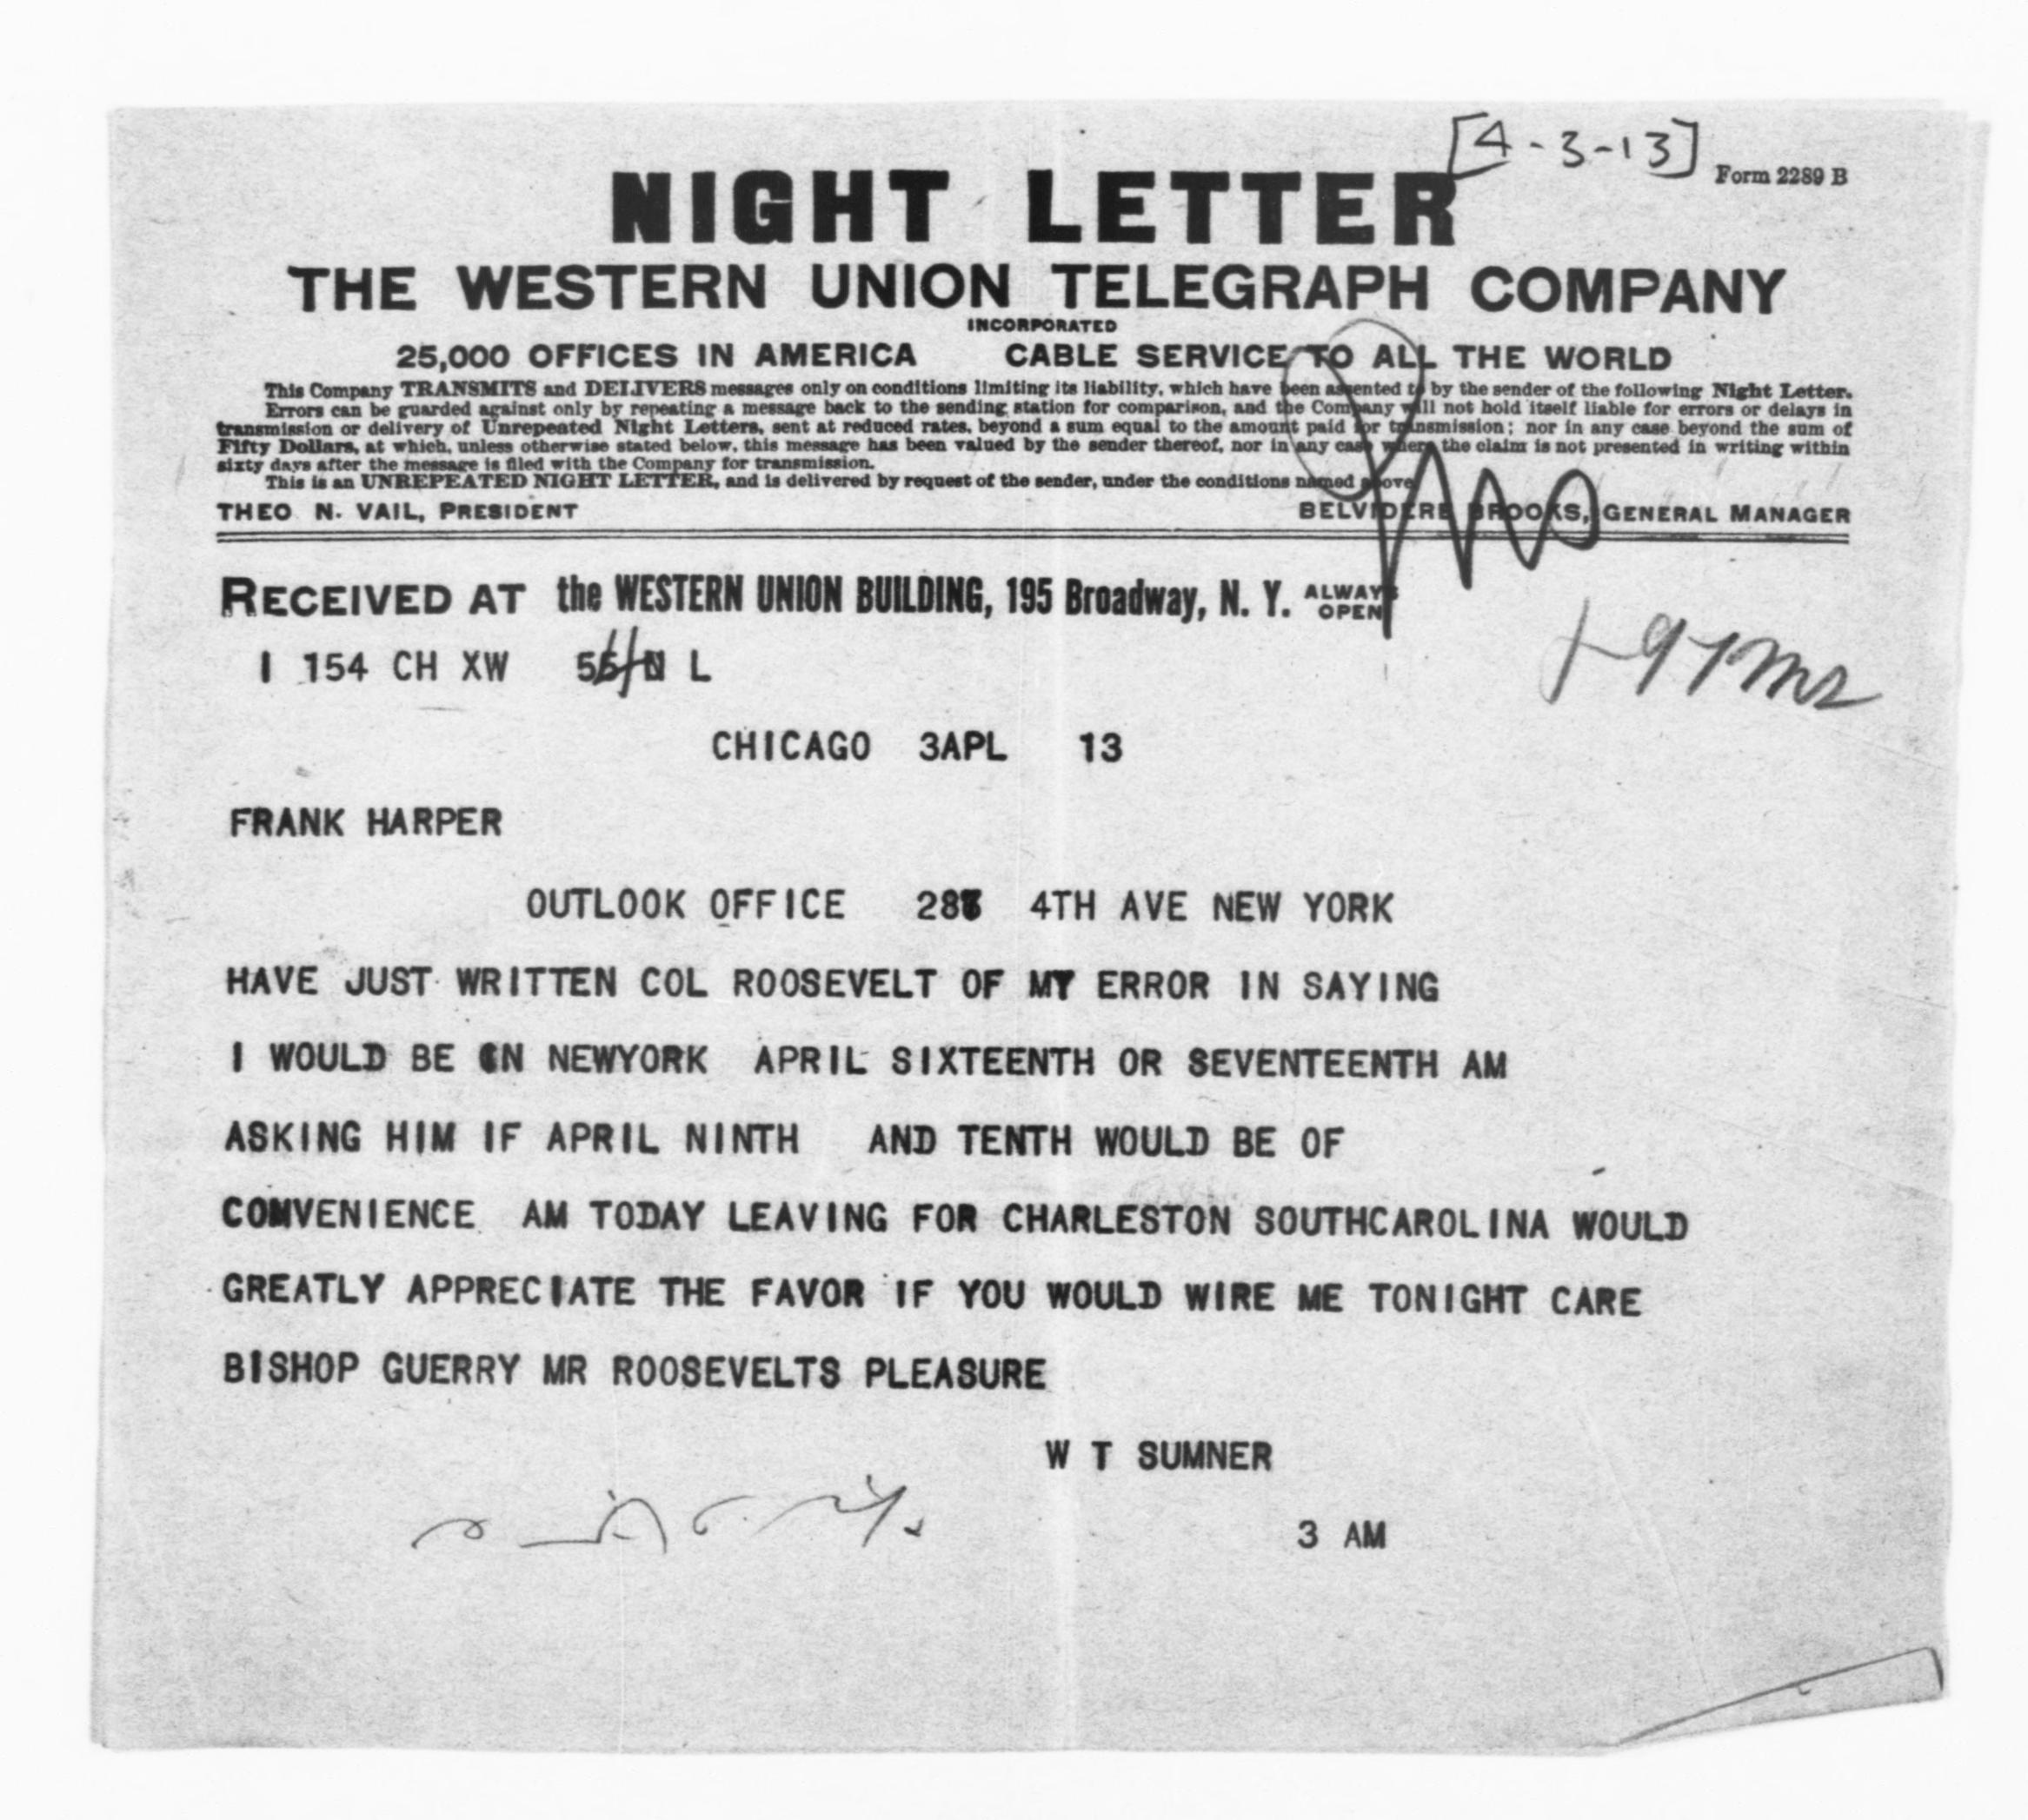 [4-3-13]
Form 2289 B
NIGHT LETTER
THE WESTERN UNION TELEGRAPH COMPANY
INCORPORATED
25,000 OFFICES IN AMERICA CABLE SERVICE TO ALL THE WORLD
This Company TRANSMITS and DELIVERS messages only on conditions limiting its liability, which have been assented to by the sender of the following Night Letter.
Errors can be guarded against only by repeating a message back to the sending station for comparison, and the Company will not hold itself liable for errors or delays in
transmission or delivery of Unrepeated Night Letters, sent at reduced rates, beyond a sum equal to the amount paid for transmission; nor in any case beyond the sum of
Fifty Dollars, at which, unless otherwise stated below, this message has been valued by the sender thereof, nor in any case where the claim is not presented in writing within
sixty days after the message is filed with the Company for transmission.
This is an UNREPEATED NIGHT LETTER, and is delivered by request of the sender, under the conditions named above.
THEO N. VAIL, PRESIDENT BELVIDERE BROOKS, GENERAL MANAGER
RECEIVED AT the WESTERN UNION BUILDING, 195 Broadway, N. Y. ALWAYS OPEN
I 154 CH XW N L
CHICAGO 3APL 13
FRANK HARPER
OUTLOOK OFFICE 287 4TH AVE NEW YORK
HAVE JUST WRITTEN COL ROOSEVELT OF MY ERROR IN SAYING
I WOULD BE IN NEWYORK APRIL SIXTEENTH OR SEVENTEENTH AM
ASKING HIM IF APRIL NINTH AND TENTH WOULD BE OF
CONVENIENCE AM TODAY LEAVING FOR CHARLESTON SOUTHCAROLINA WOULD
GREATLY APPRECIATE THE FAVOR IF YOU WOULD WIRE ME TONIGHT CARE
BISHOP GUERRY MR ROOSEVELTS PLEASURE
W T SUMNER
3 AM